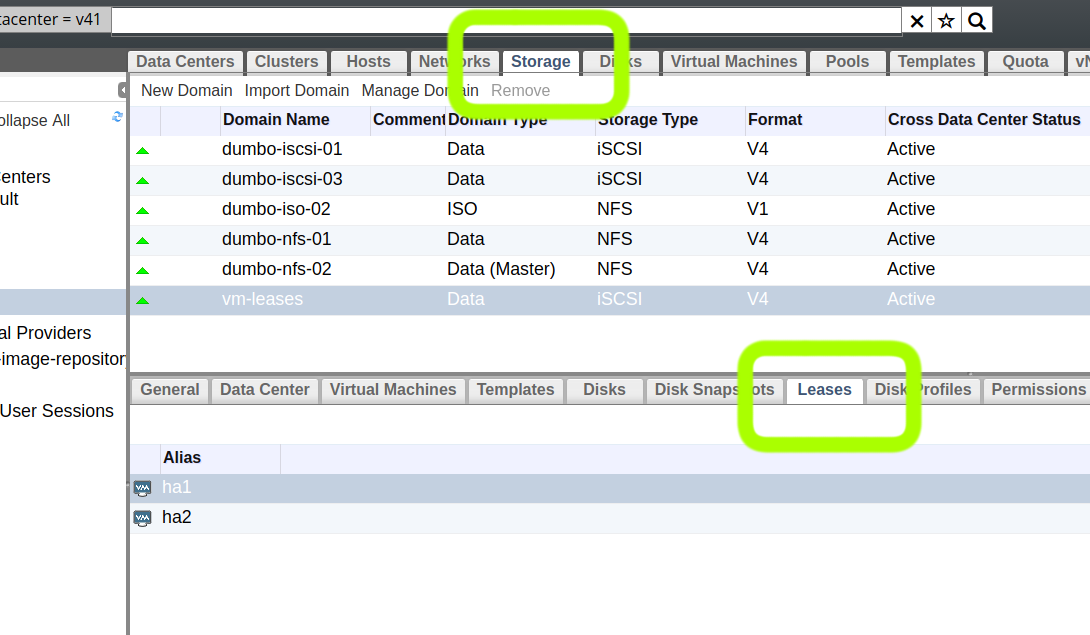 tacenter = v41
Data Centers Clusters Hosts Networks Storage Disks Virtual Machines Pools Templates Quota
New Domain Import Domain Manage Domain Remove
ollapse All
Domain Name Comment Domain Type Storage Type Format Cross Data Center Status
dumbo-iscsi-01 Data iSCSI V4 Active
enters
dumbo-iscsi-03 Data iSCSI V4 Active
ult
dumbo-iso-02 ISO NFS V1 Active
dumbo-nfs-01 Data NFS V4 Active
dumbo-nfs-02 Data (Master) NFS V4 Active
vm-leases Data iSCSI V4 Active
al Providers
-image-repositor
General Data Center Virtual Machines Templates Disks Disk Snapshots Leases Disk Profiles Permissions
User Sessions
Alias
ha1
ha2